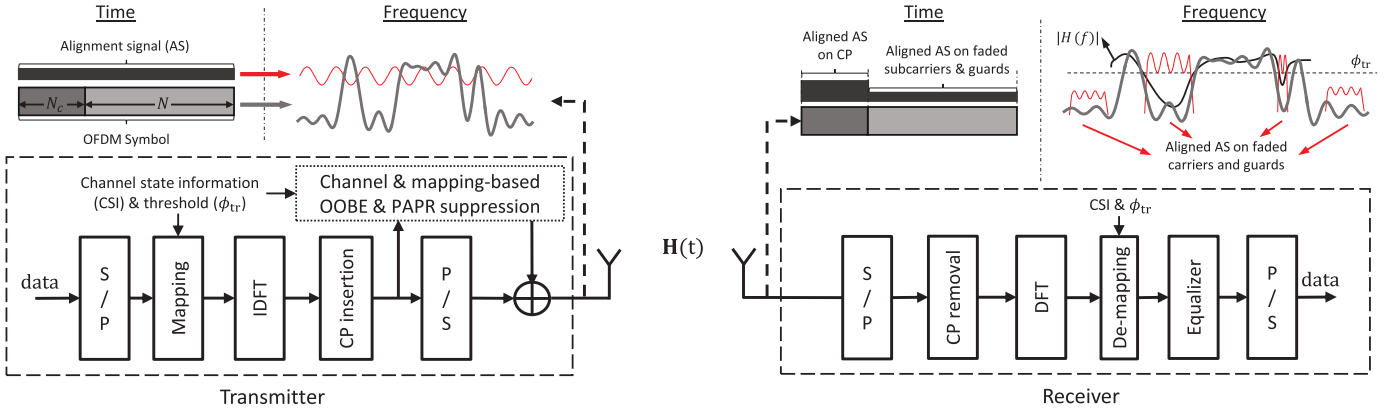 Time
Frequency
Alignment signal (AS)
N_c
N
OFDM Symbol
Time
Frequency
Aligned AS
on CP
Aligned AS on faded
subcarriers & guards
|H(f)|
ϕ_tr
Aligned AS on faded
carriers and guards
Channel state information
(CSI) & threshold (ϕ_tr)
Channel & mapping-based
OOBE & PAPR suppression
data
S
/
P
Mapping
IDFT
CP insertion
P
/
S
Transmitter
H(t)
CSI & ϕ_tr
S
/
P
CP removal
DFT
De-mapping
Equalizer
P
/
S
data
Receiver